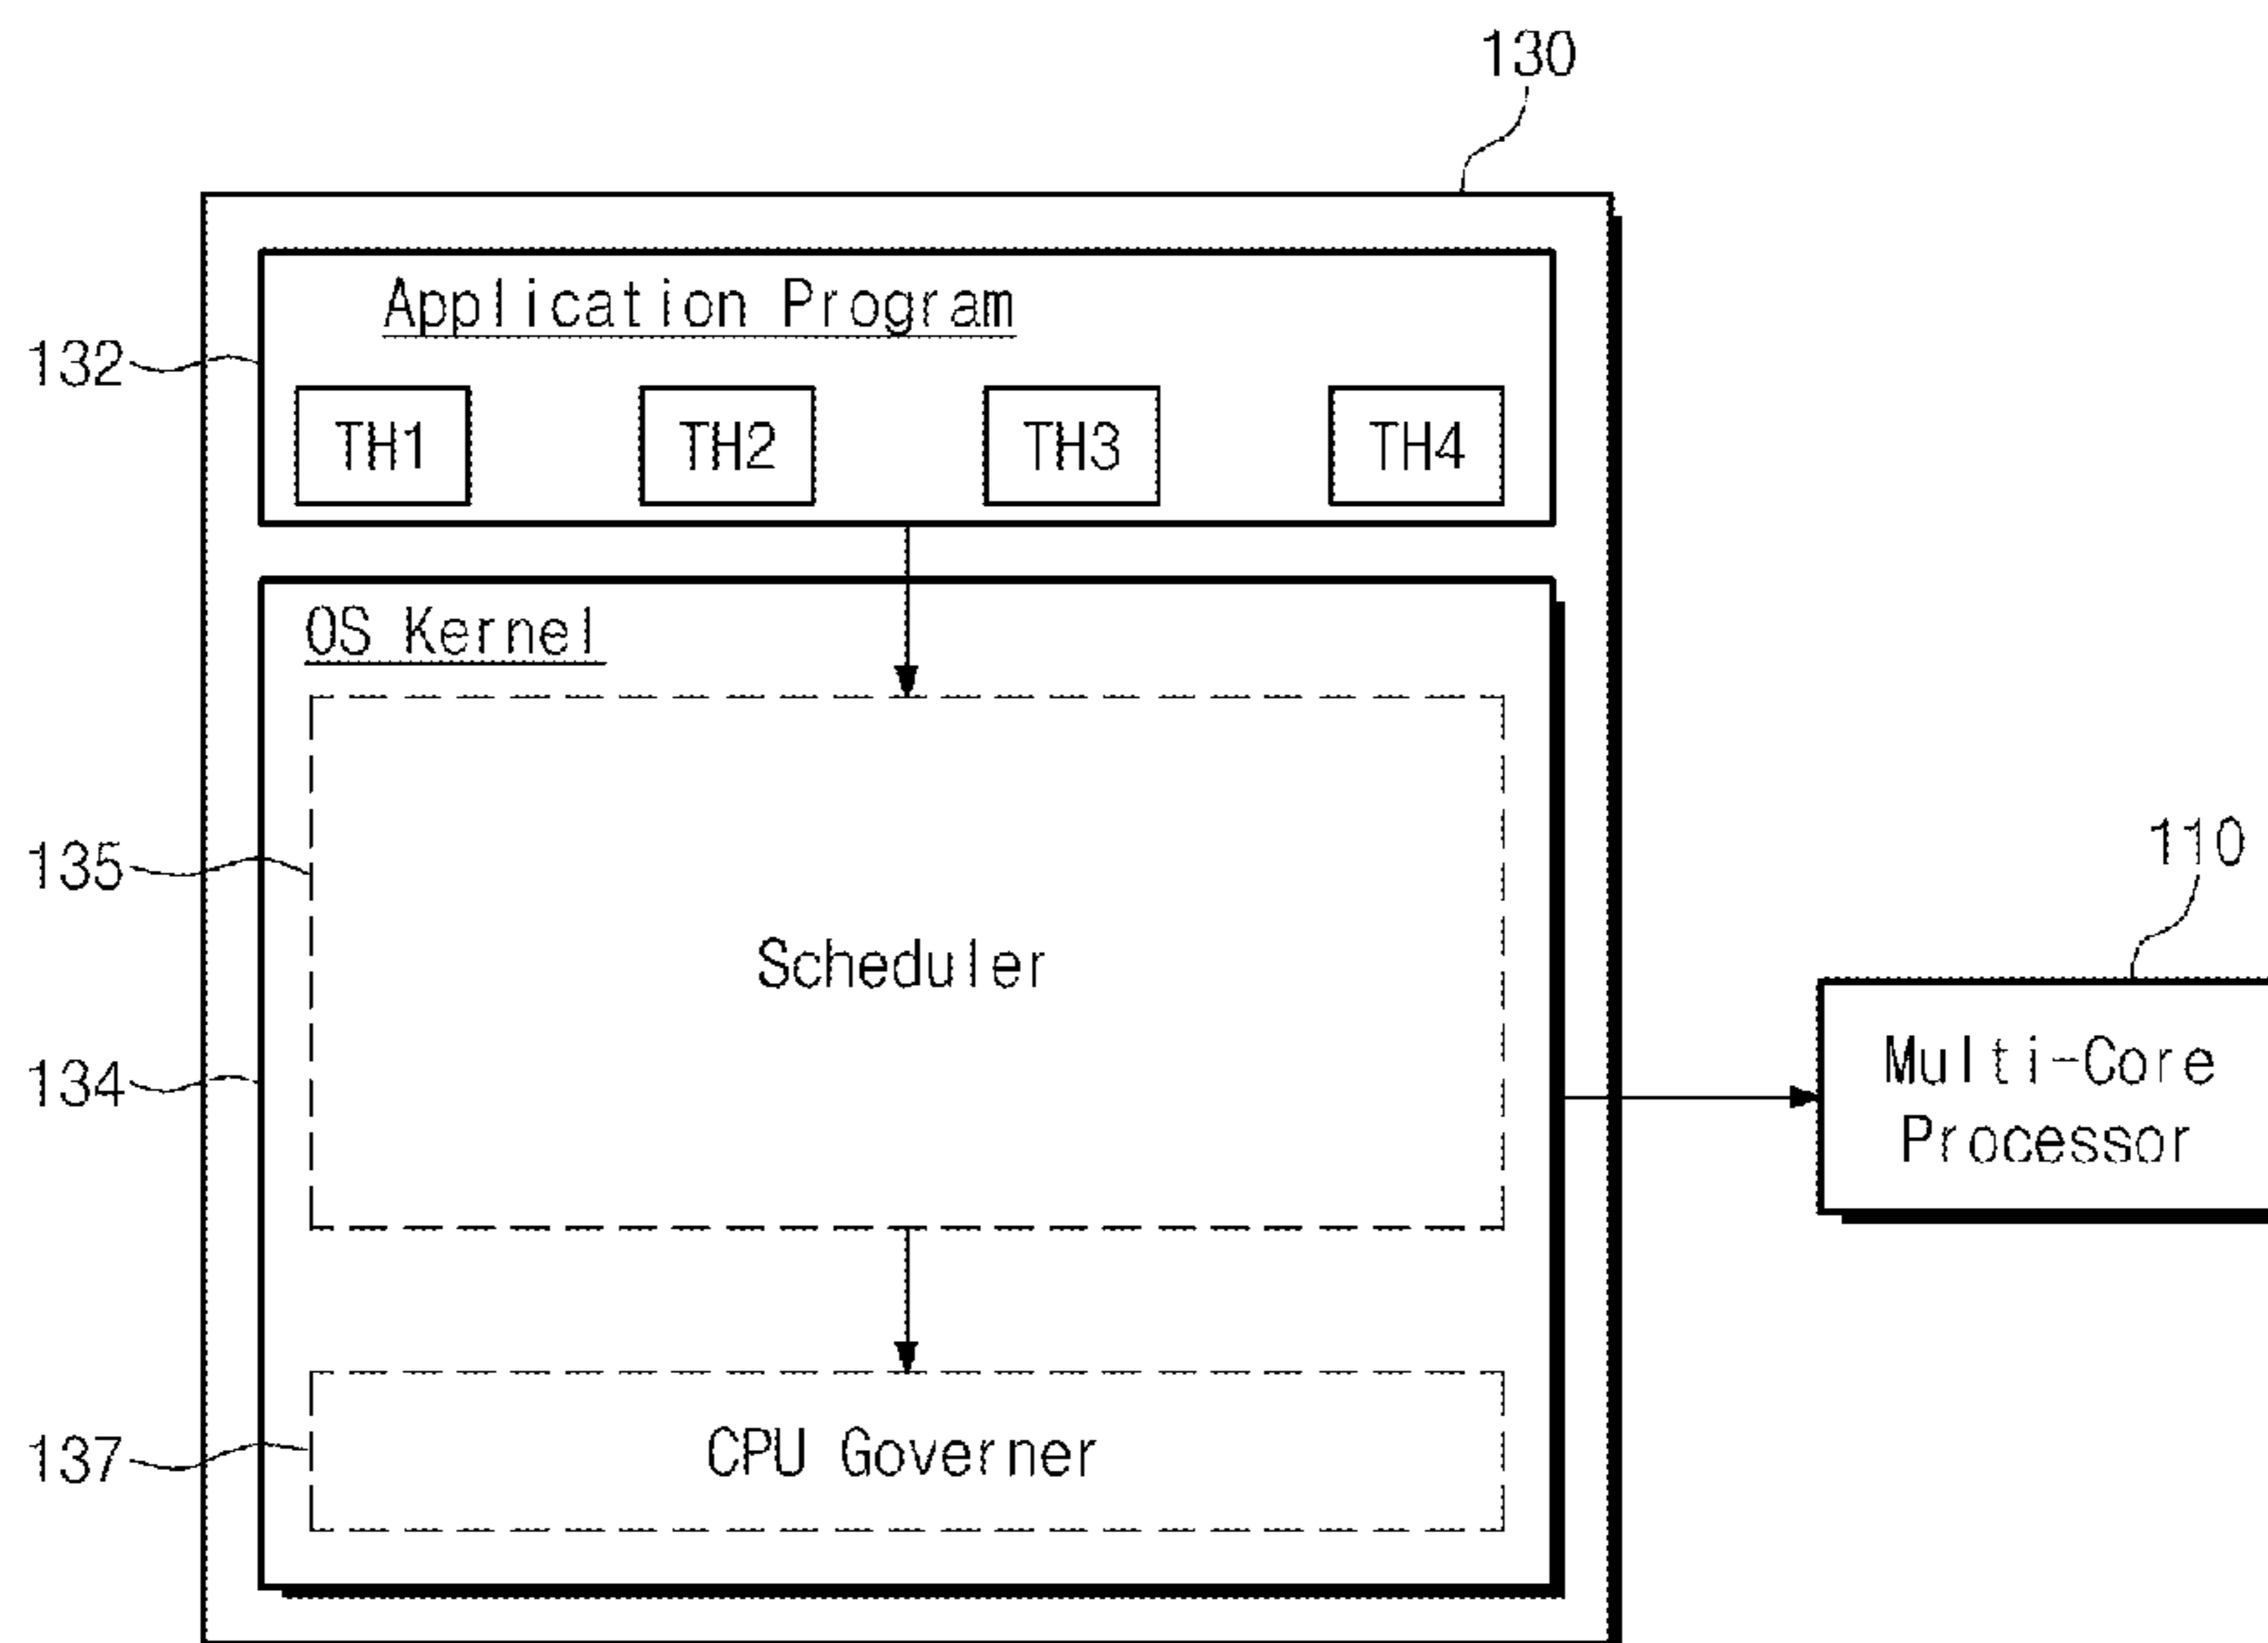 130
Application Program
132
TH1 TH2 TH3 TH4
OS Kernel
135
Scheduler
110
134
Multi-Core
Processor
137
CPU Governer